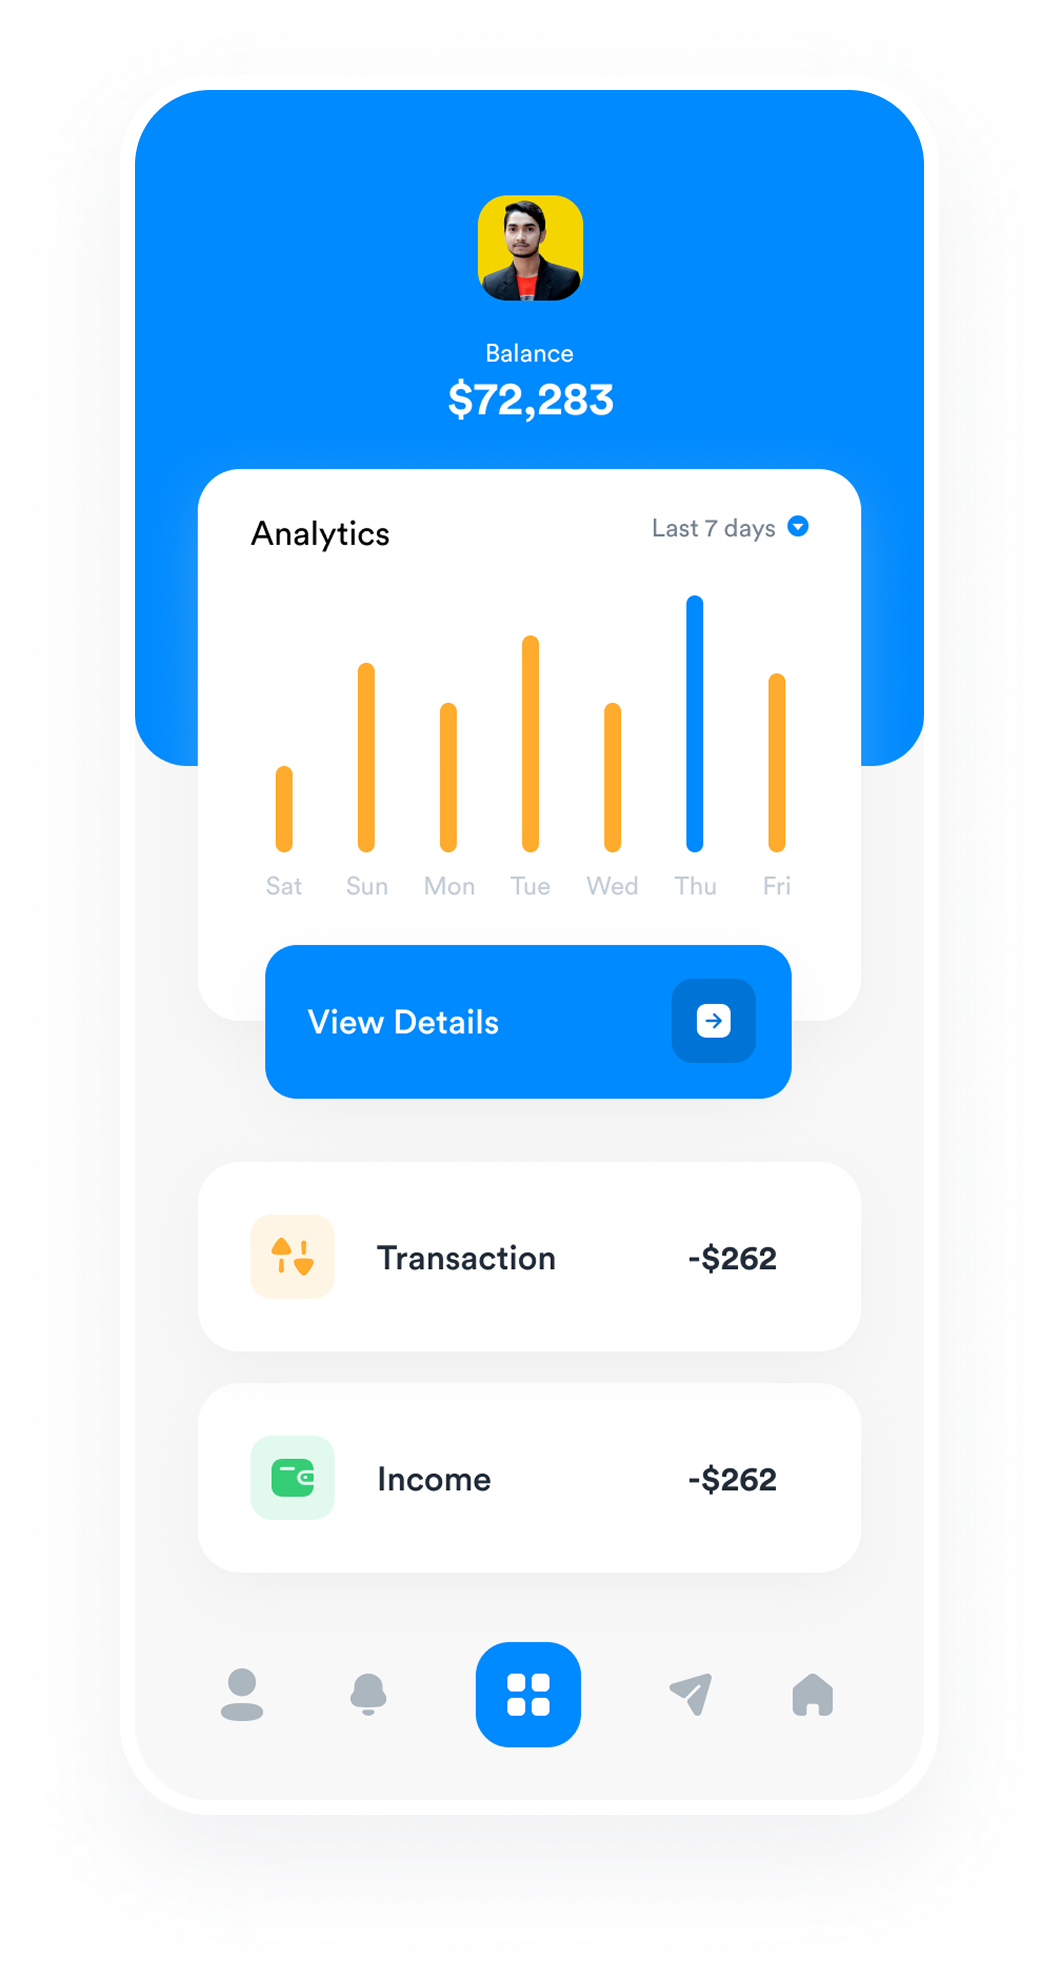 Balance
$72,283
Analytics
Last 7 days
Sat Sun Mon Tue Wed Thu Fri
View Details
Transaction -$262
Income -$262